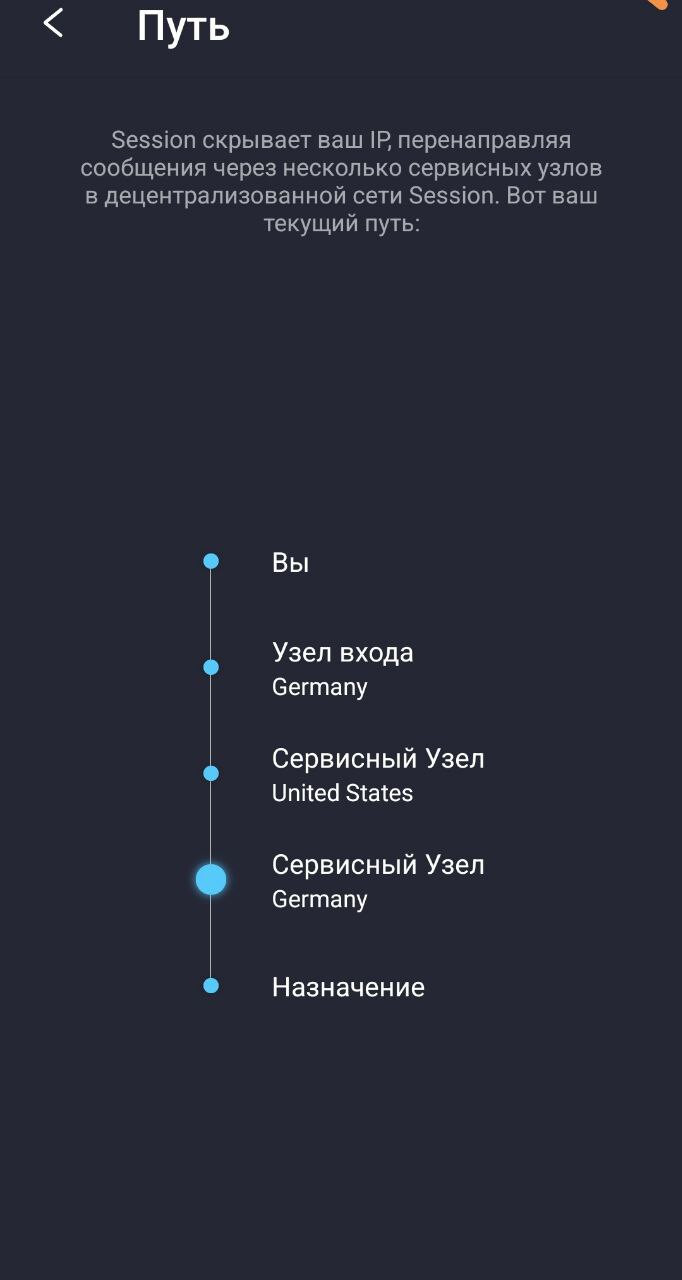 Путь
Session скрывает ваш IP, перенаправляя
сообщения через несколько сервисных узлов
в децентрализованной сети Session. Вот ваш
текущий путь:
Вы
Узел входа
Germany
Сервисный Узел
United States
Сервисный Узел
Germany
Назначение